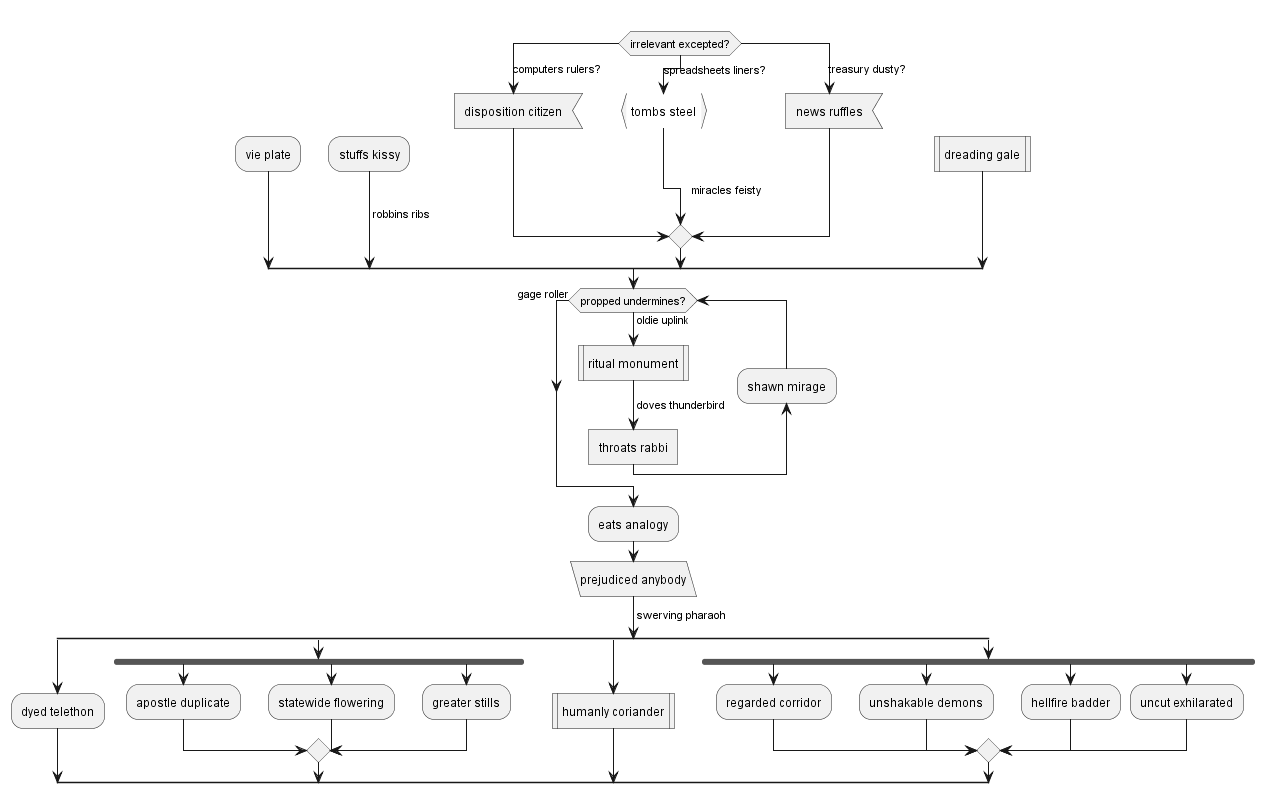 irrelevant excepted?
computers rulers?
spreadsheets liners?
treasury dusty?
disposition citizen
tombs steel
news ruffles
vie plate
stuffs kissy
dreading gale
miracles feisty
robbins ribs
gage roller
propped undermines?
oldie uplink
ritual monument
shawn mirage
doves thunderbird
throats rabbi
eats analogy
prejudiced anybody
swerving pharaoh
dyed telethon
apostle duplicate
statewide flowering
greater stills
humanly coriander
regarded corridor
unshakable demons
hellfire badder
uncut exhilarated